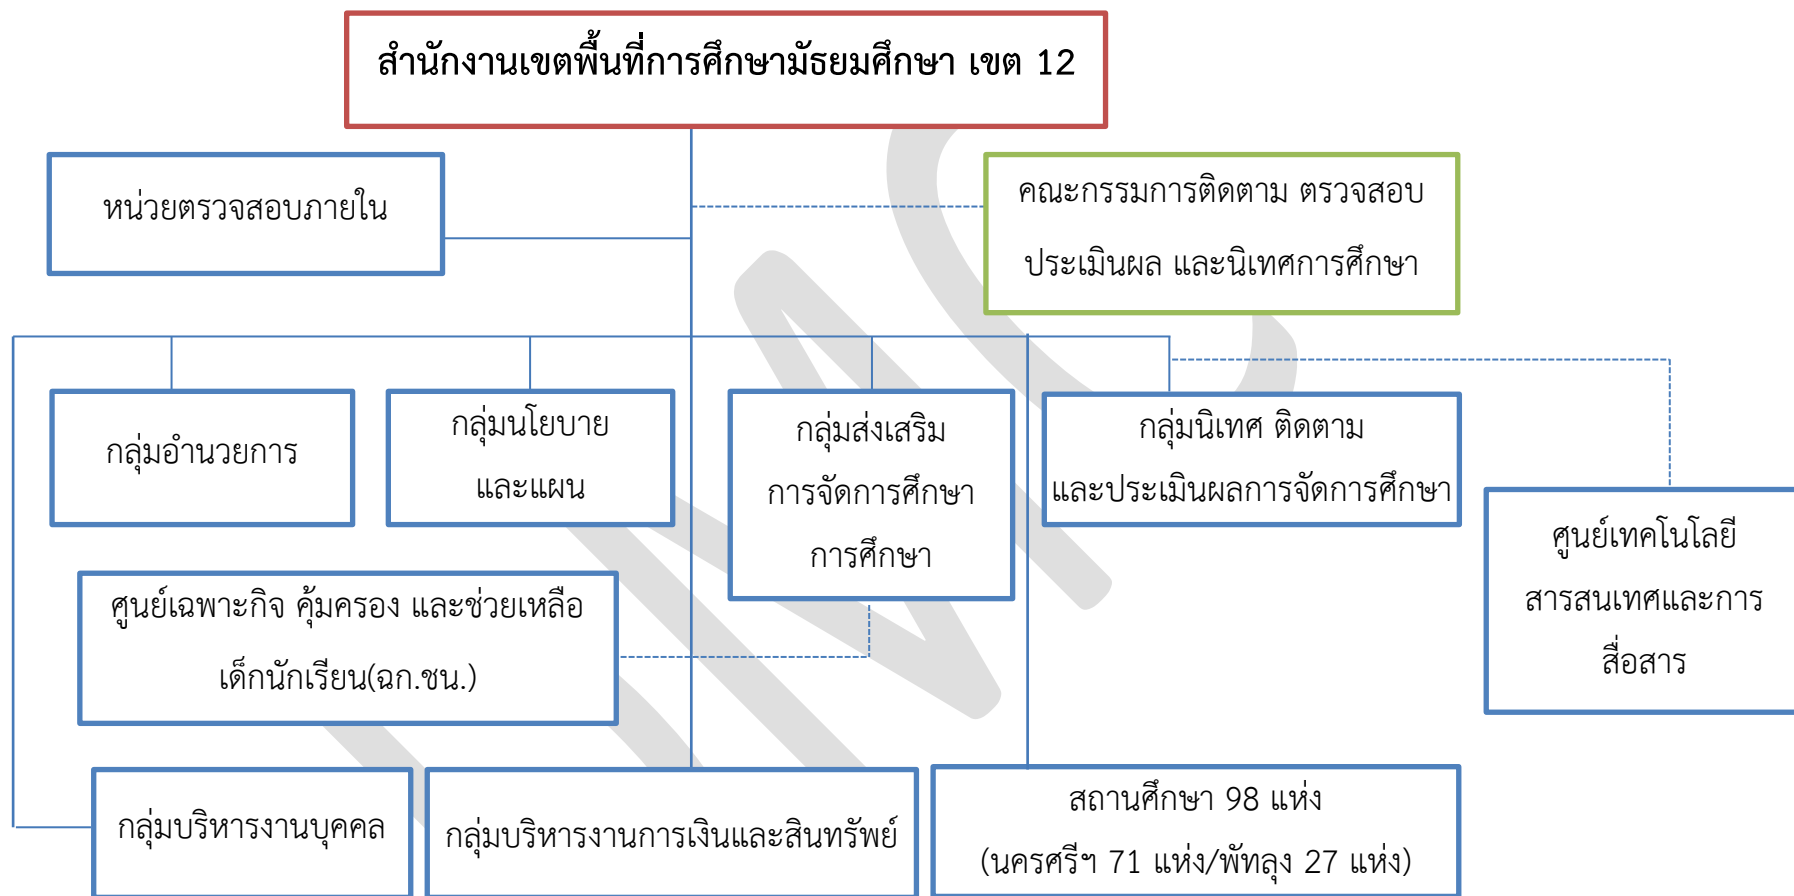 สำนักงานเขตพื้นที่การศึกษามัธยมศึกษา เขต 12
หน่วยตรวจสอบภายใน
คณะกรรมการติดตาม ตรวจสอบ
ประเมินผล และนิเทศการศึกษา
กลุ่มอำนวยการ
กลุ่มนโยบาย
และแผน
กลุ่มส่งเสริม
การจัดการศึกษา
การศึกษา
กลุ่มนิเทศ ติดตาม
และประเมินผลการจัดการศึกษา
ศูนย์เทคโนโลยี
สารสนเทศและการ
สื่อสาร
ศูนย์เฉพาะกิจ คุ้มครอง และช่วยเหลือ
เด็กนักเรียน(ฉก.ชน.)
กลุ่มบริหารงานบุคคล
กลุ่มบริหารงานการเงินและสินทรัพย์
สถานศึกษา 98 แห่ง
(นครศรีฯ 71 แห่ง/พัทลุง 27 แห่ง)